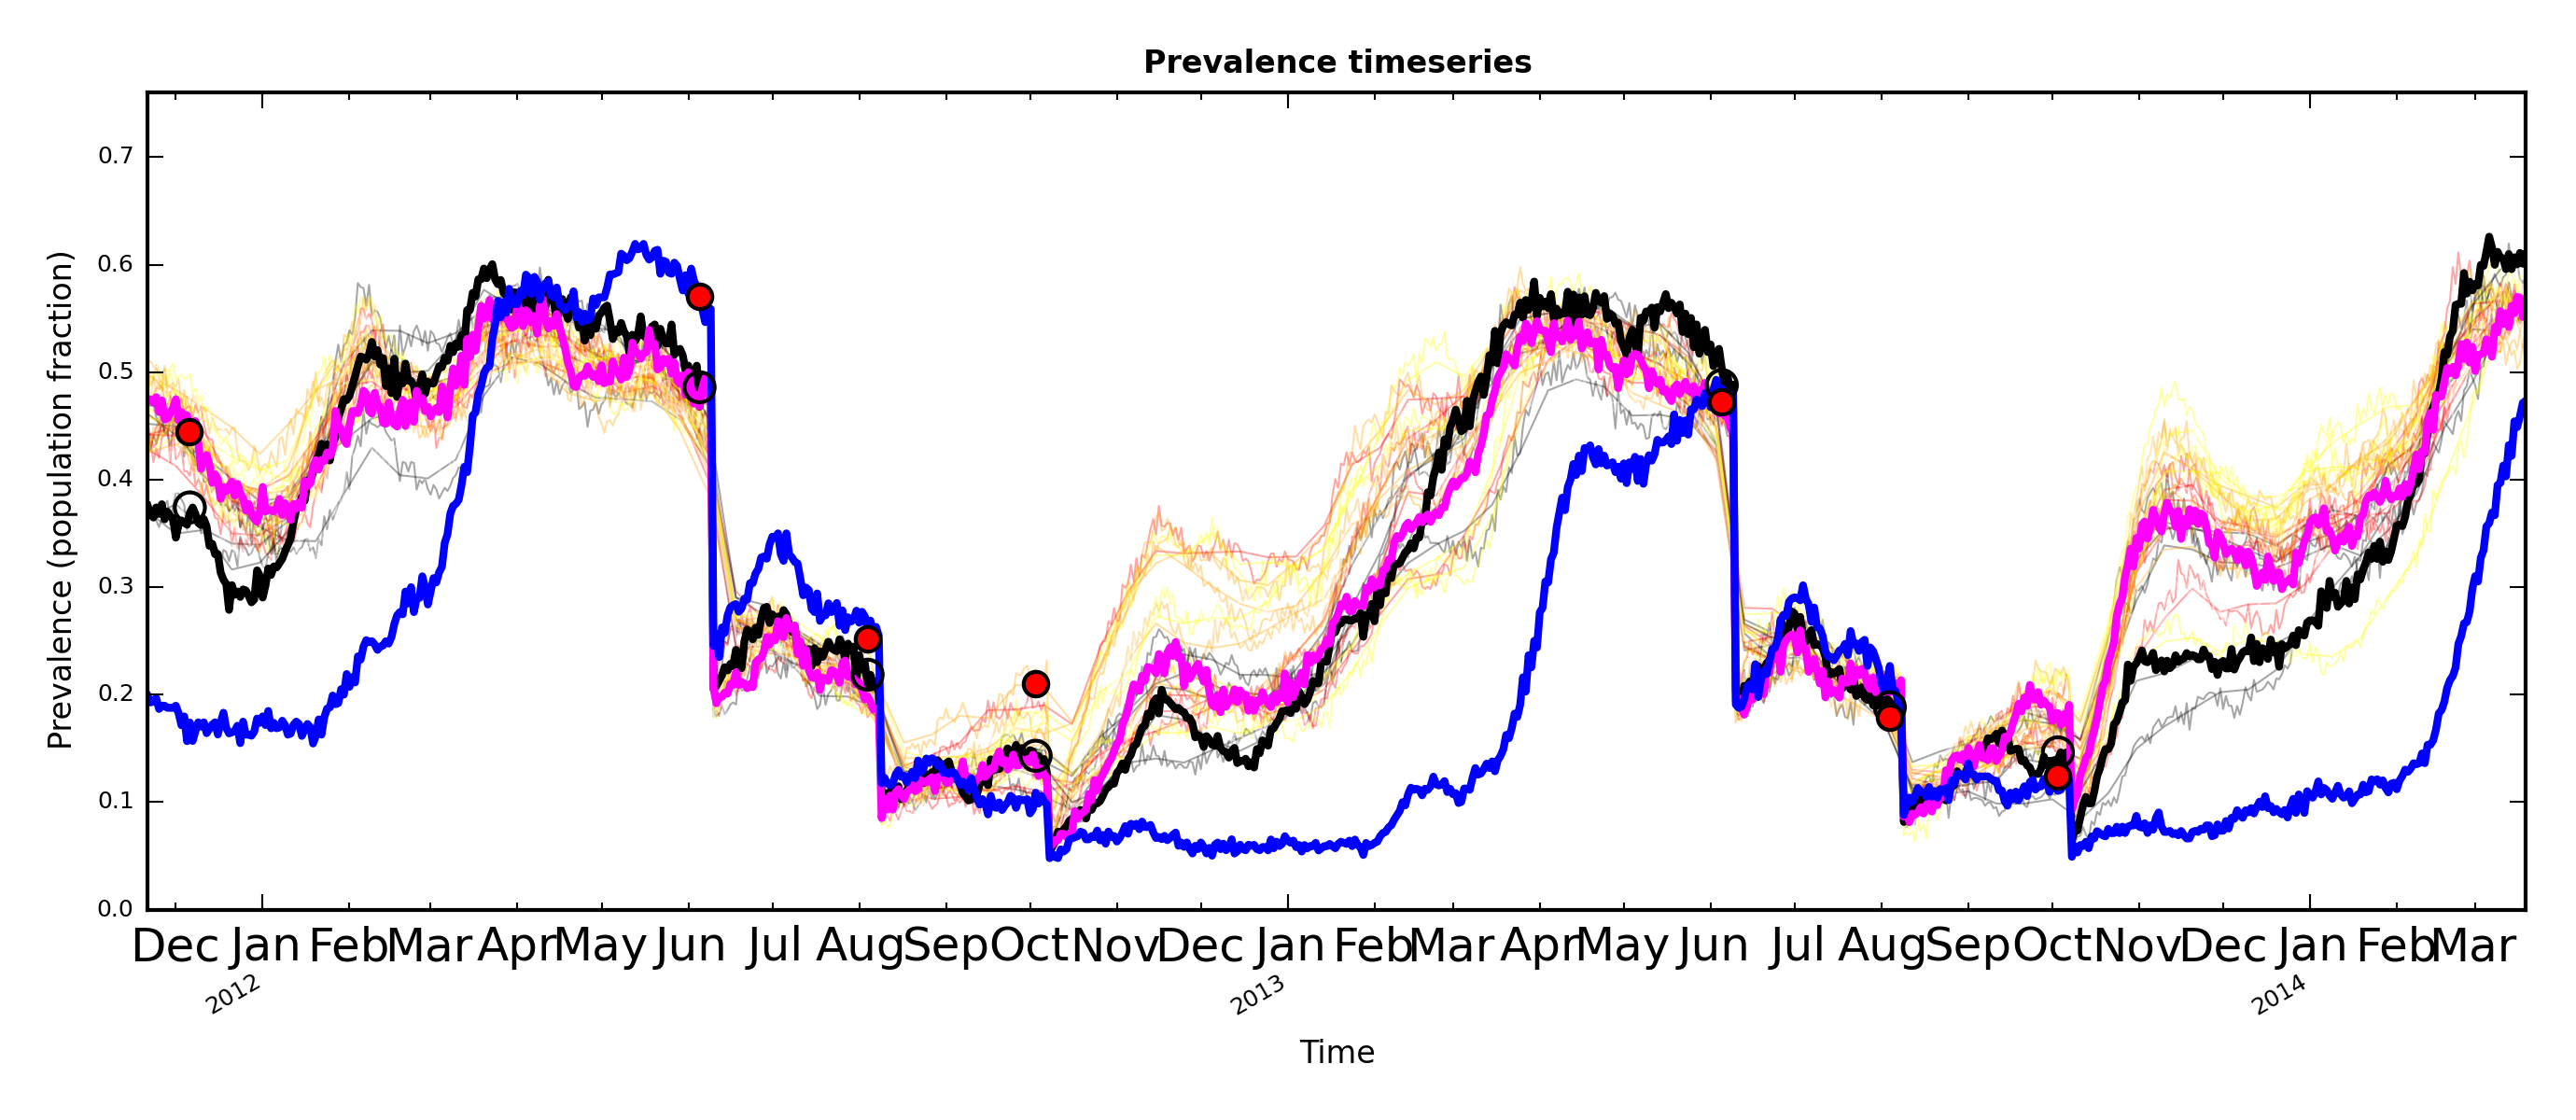 Prevalence timeseries
Prevalence (population fraction)
0.7
0.6
0.5
0.4
0.3
0.2
0.1
0.0
Dec Jan Feb Mar Apr May Jun Jul Aug Sep Oct Nov Dec Jan Feb Mar Apr May Jun Jul Aug Sep Oct Nov Dec Jan Feb Mar
2012 2013 2014
Time